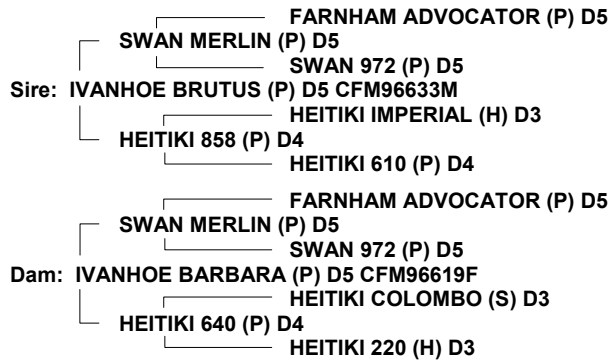 FARNHAM ADVOCATOR (P) D5
SWAN MERLIN (P) D5
SWAN 972 (P) D5
Sire: IVANHOE BRUTUS (P) D5 CFM96633M
HEITIKI IMPERIAL (H) D3
HEITIKI 858 (P) D4
HEITIKI 610 (P) D4
FARNHAM ADVOCATOR (P) D5
SWAN MERLIN (P) D5
SWAN 972 (P) D5
Dam: IVANHOE BARBARA (P) D5 CFM96619F
HEITIKI COLOMBO (S) D3
HEITIKI 640 (P) D4
HEITIKI 220 (H) D3